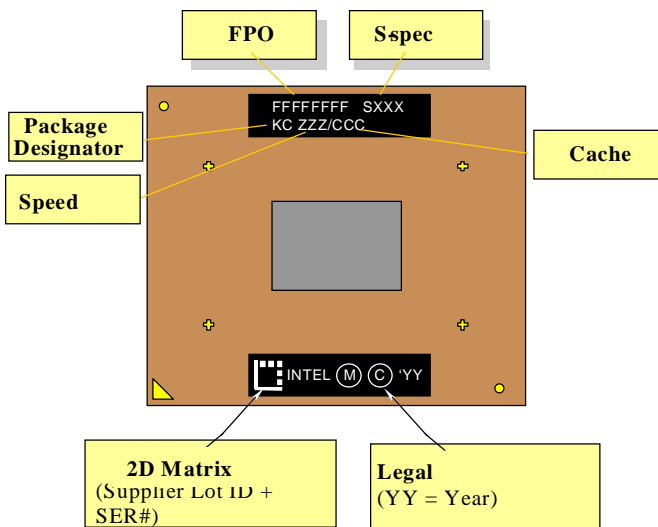 FPO
S-spec
FFFFFFFF SXXX
KC ZZZ/CCC
Package
Designator
Cache
Speed
INTEL M C 'YY
2D Matrix
(Supplier Lot ID +
SER#)
Legal
(YY = Year)